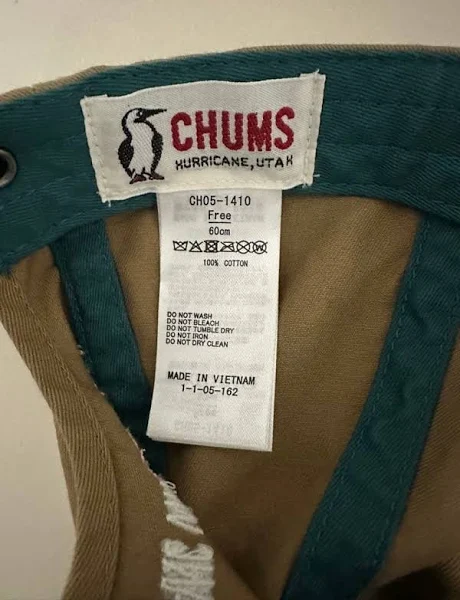 CHUMS
HURRICANE, UTAH
CH05-1410
Free
60cm
100% COTTON
DO NOT WASH
DO NOT BLEACH
DO NOT TUMBLE DRY
DO NOT IRON
DO NOT DRY CLEAN
MADE IN VIETNAM
1-1-05-162